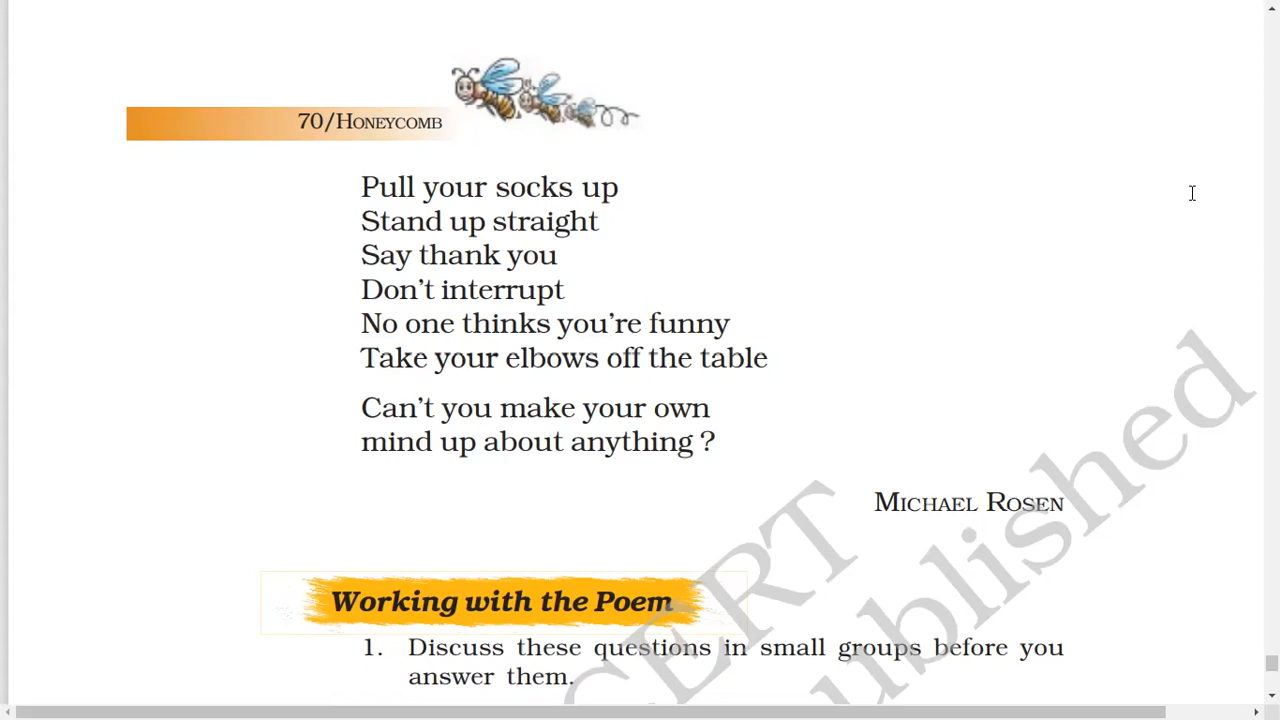 70/HONEYCOMB
Pull your socks up
Stand up straight
Say thank you
Don't interrupt
No one thinks you're funny
Take your elbows off the table
Can't you make your own
mind up about anything ?
MICHAEL ROSEN
Working with the Poem
1. Discuss these questions in small groups before you
answer them.
CERT
ublished